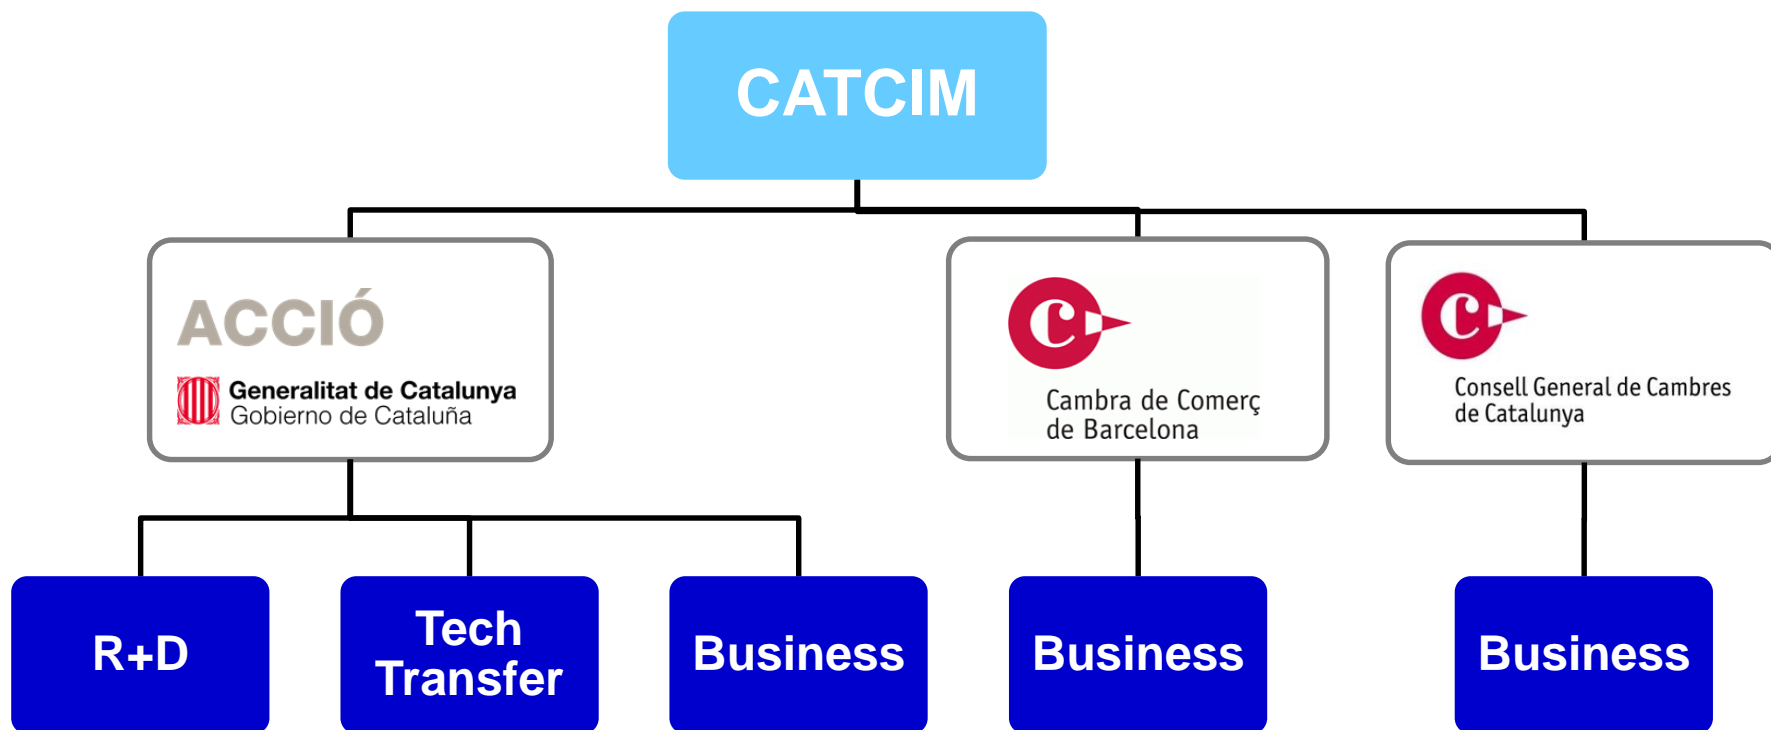 CATCIM
ACCIÓ
Generalitat de Catalunya
Gobierno de Cataluña
Cambra de Comerç
de Barcelona
Consell General de Cambres
de Catalunya
R+D
Tech
Transfer
Business
Business
Business